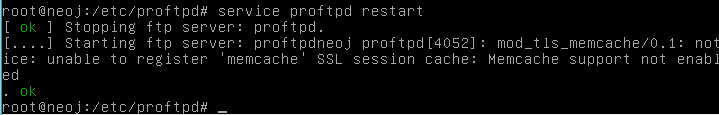 root@neoj:/etc/proftpd# service proftpd restart
[ ok ] Stopping ftp server: proftpd.
[....] Starting ftp server: proftpdneoj proftpd[4052]: mod_tls_memcache/0.1: not
ice: unable to register 'memcache' SSL session cache: Memcache support not enabl
ed
. ok
root@neoj:/etc/proftpd# _